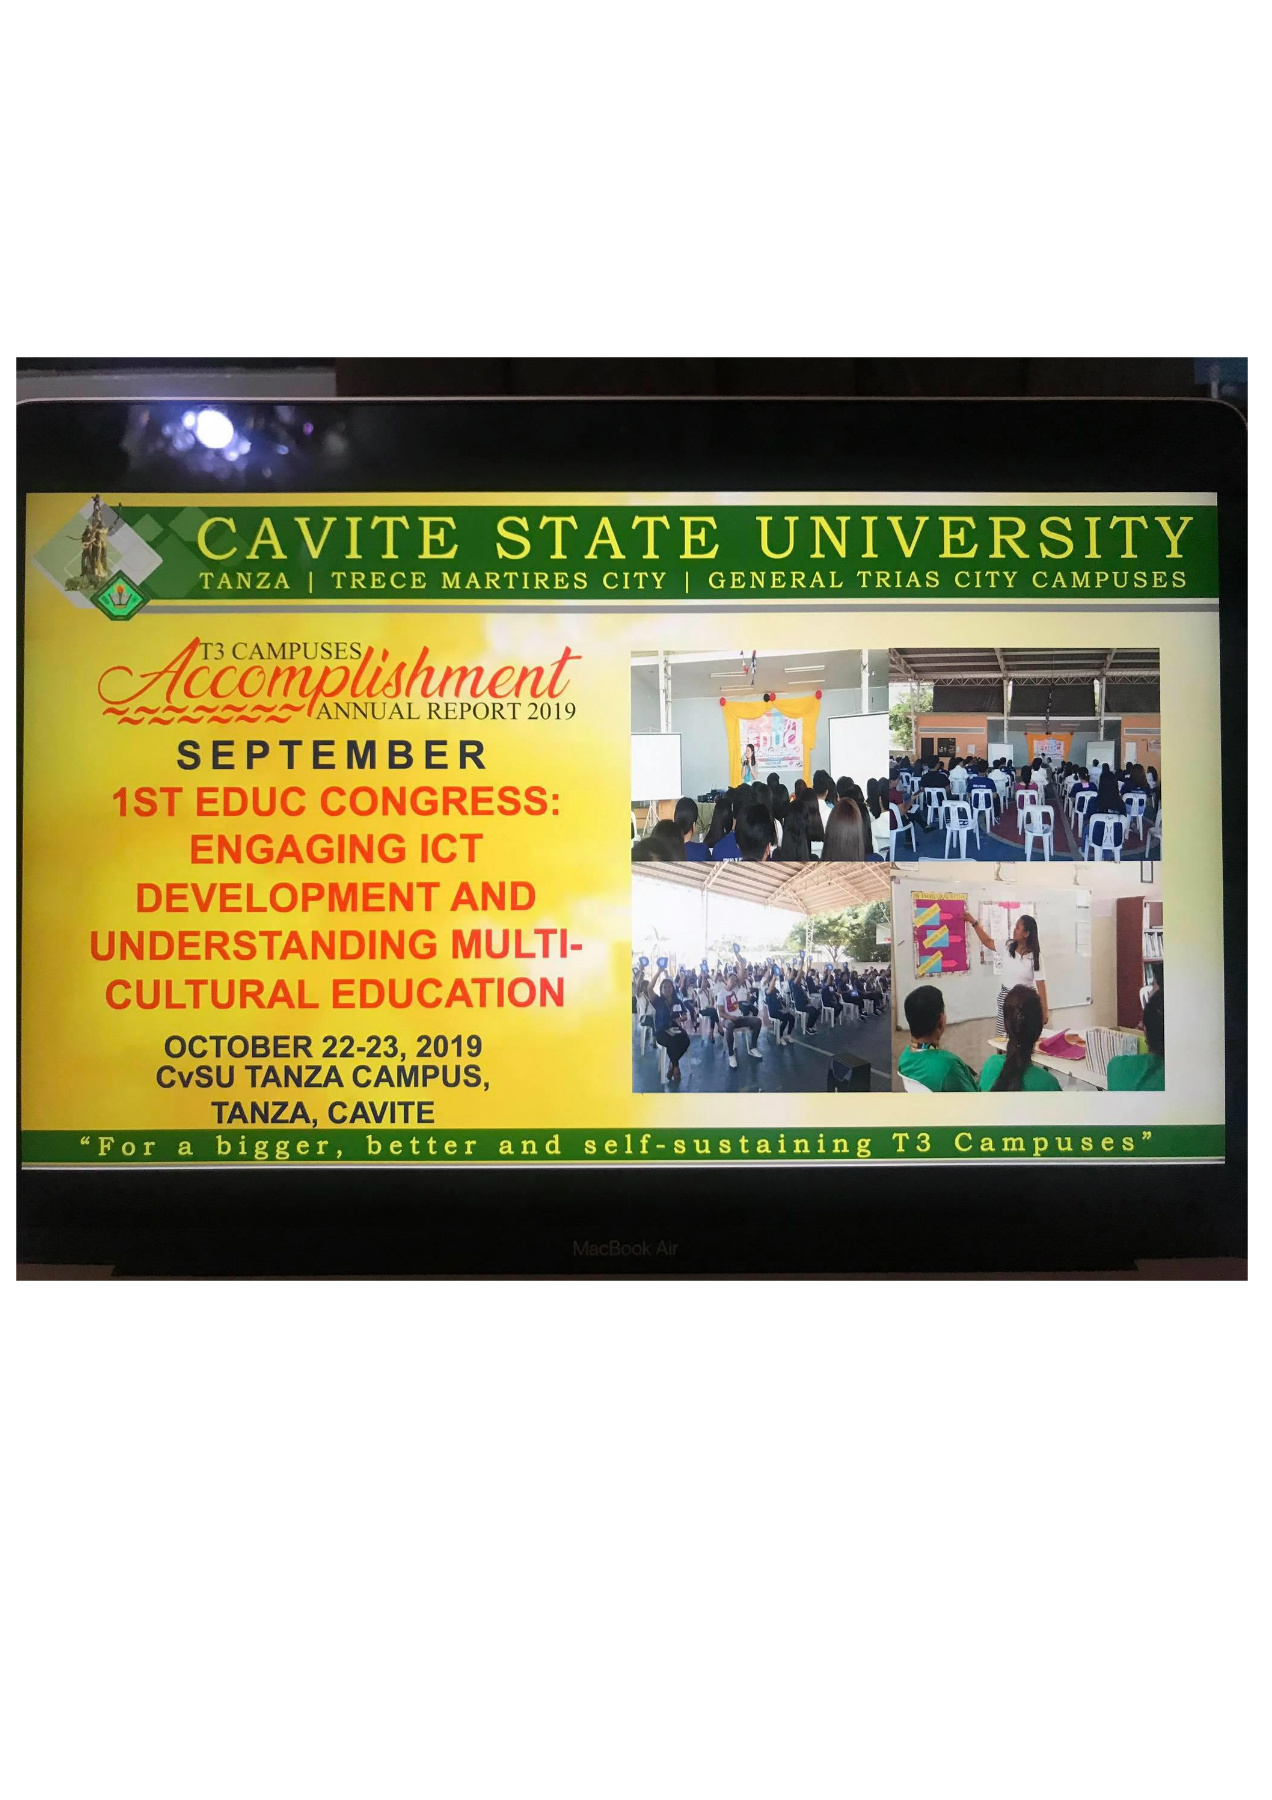 CAVITE STATE UNIVERSITY
TANZA | TRECE MARTIRES CITY | GENERAL TRIAS CITY CAMPUSES
T3 CAMPUSES
Accomplishment
ANNUAL REPORT 2019
SEPTEMBER
1ST EDUC CONGRESS:
ENGAGING ICT
DEVELOPMENT AND
UNDERSTANDING MULTI-
CULTURAL EDUCATION
OCTOBER 22-23, 2019
CvSU TANZA CAMPUS,
TANZA, CAVITE
“For a bigger, better and self-sustaining T3 Campuses”
MacBook Air